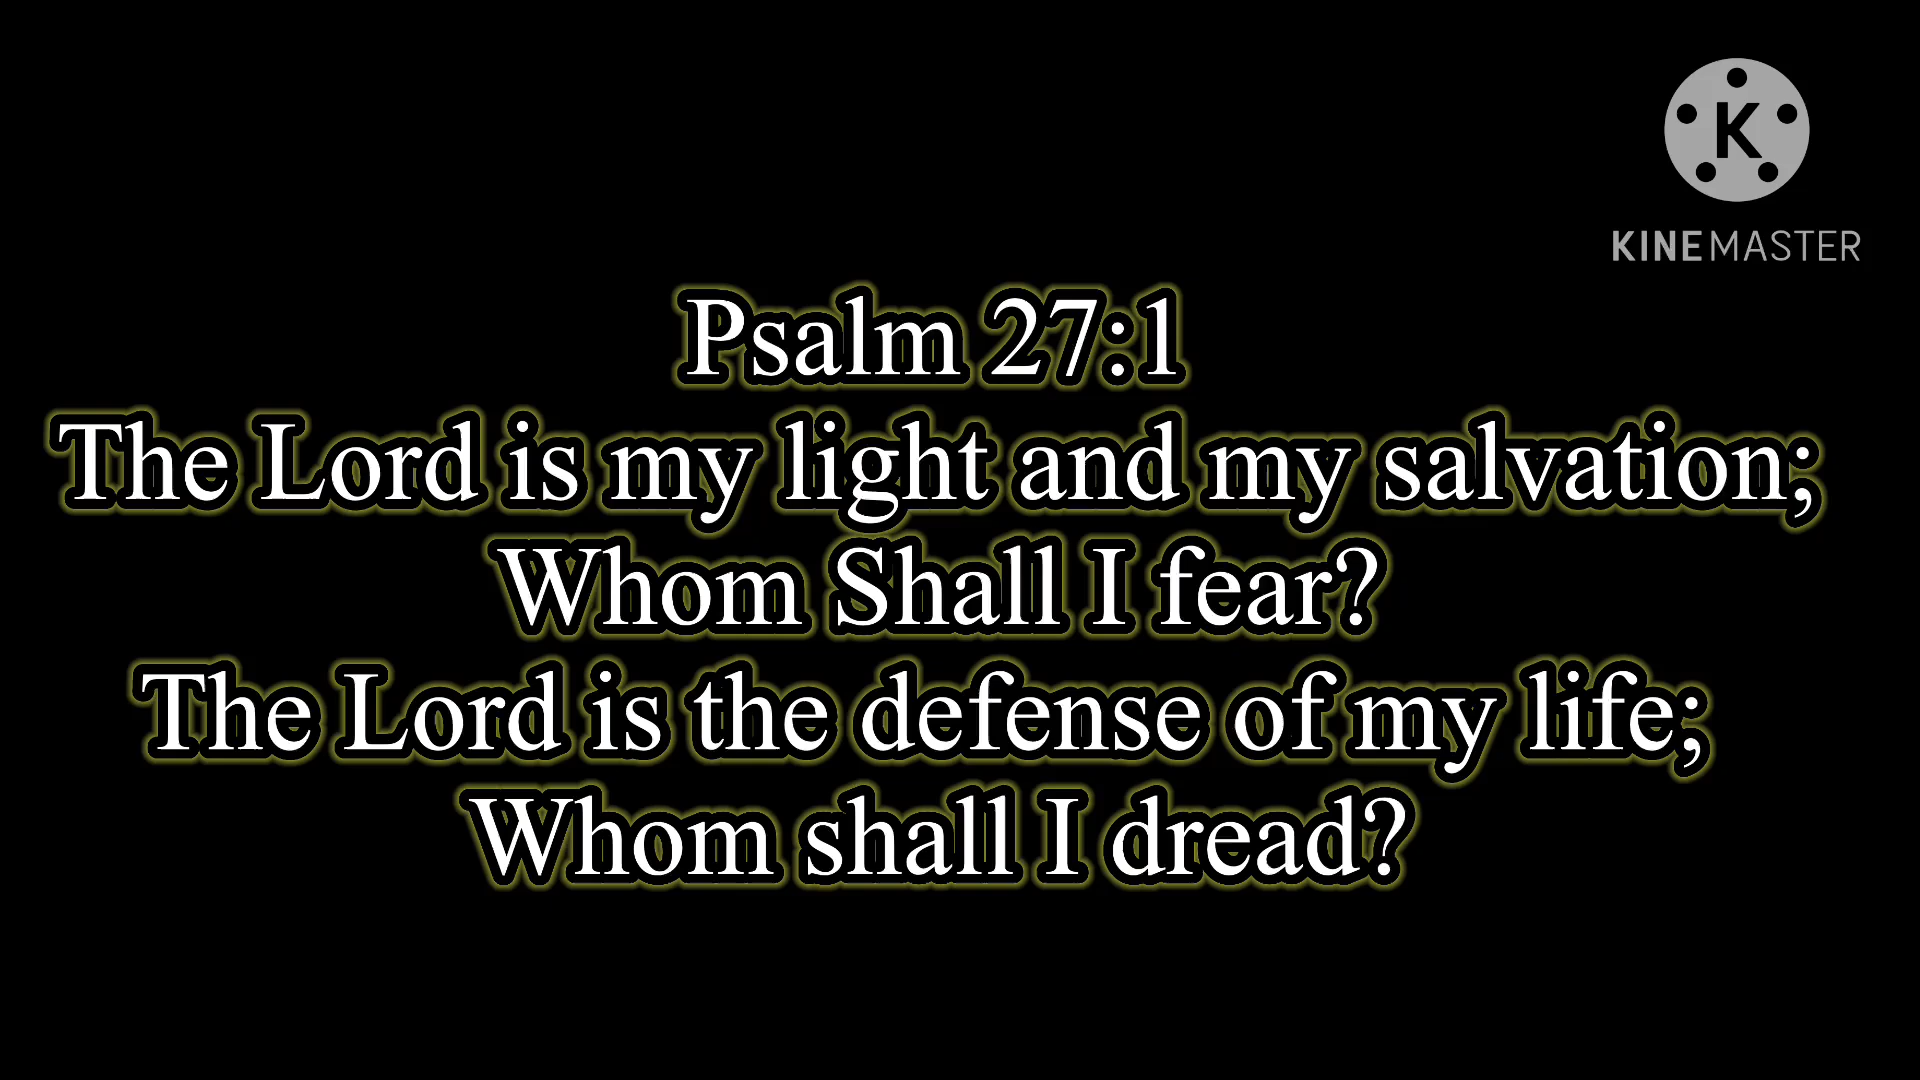 K
KINEMASTER
Psalm 27:1
The Lord is my light and my salvation;
Whom Shall I fear?
The Lord is the defense of my life;
Whom shall I dread?